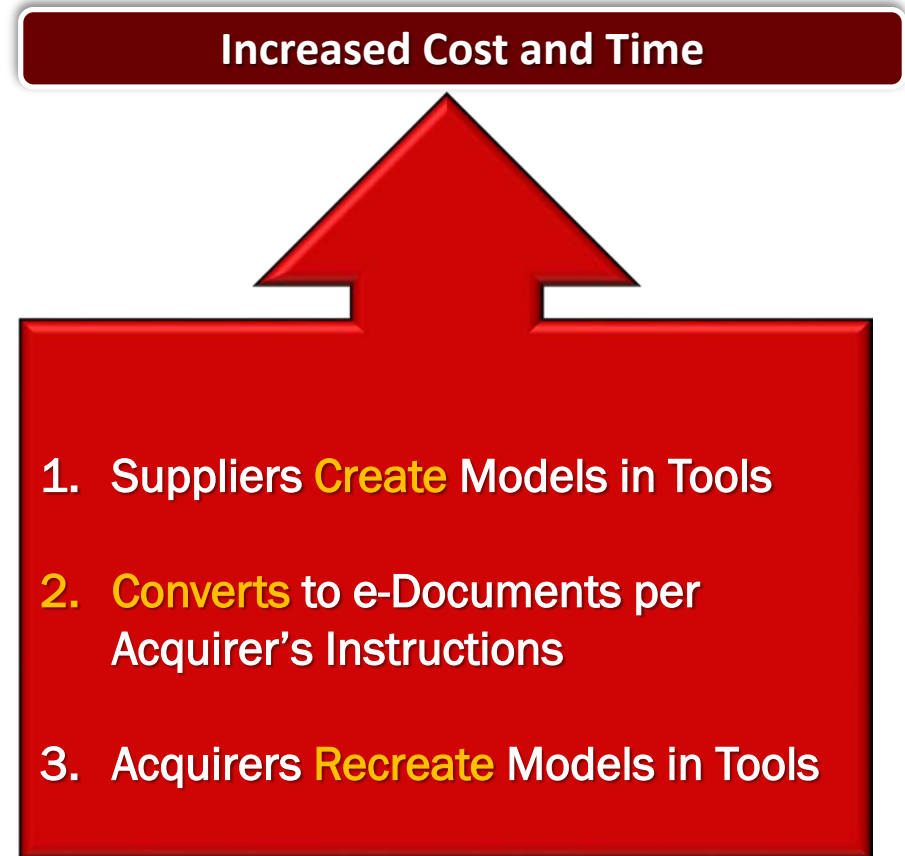 Increased Cost and Time
1. Suppliers Create Models in Tools
2. Converts to e-Documents per
Acquirer’s Instructions
3. Acquirers Recreate Models in Tools